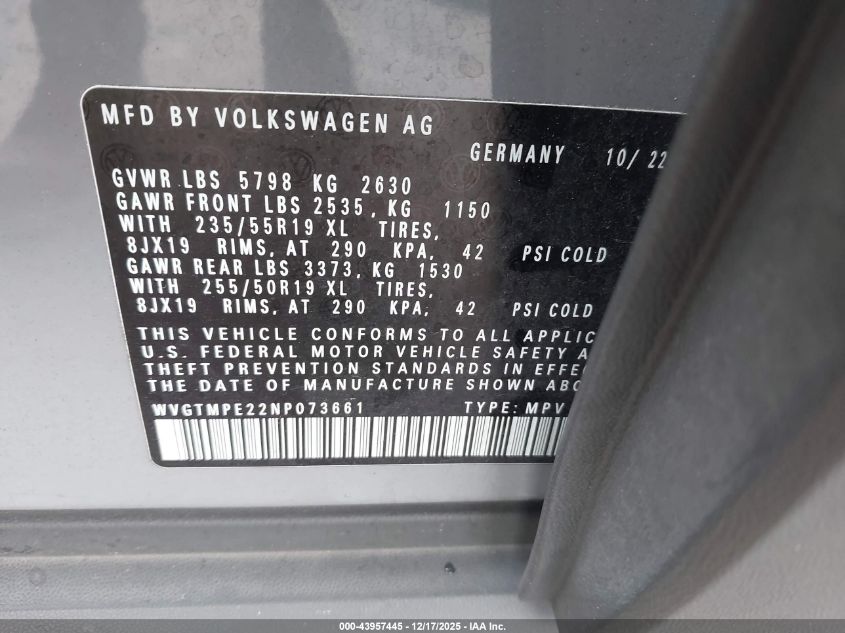 MFD BY VOLKSWAGEN AG
GERMANY 10/ 22
GVWR LBS 5798 KG 2630
GAWR FRONT LBS 2535, KG 1150
WITH 235/55R19 XL TIRES,
8JX19 RIMS, AT 290 KPA, 42 PSI COLD
GAWR REAR LBS 3373, KG 1530
WITH 255/50R19 XL TIRES,
8JX19 RIMS, AT 290 KPA, 42 PSI COLD
THIS VEHICLE CONFORMS TO ALL APPLIC
U.S. FEDERAL MOTOR VEHICLE SAFETY A
THEFT PREVENTION STANDARDS IN EFFEC
THE DATE OF MANUFACTURE SHOWN ABO
WVGTMPE22NP073661 TYPE: MPV
000-43957445 - 12/17/2025 - IAA Inc.